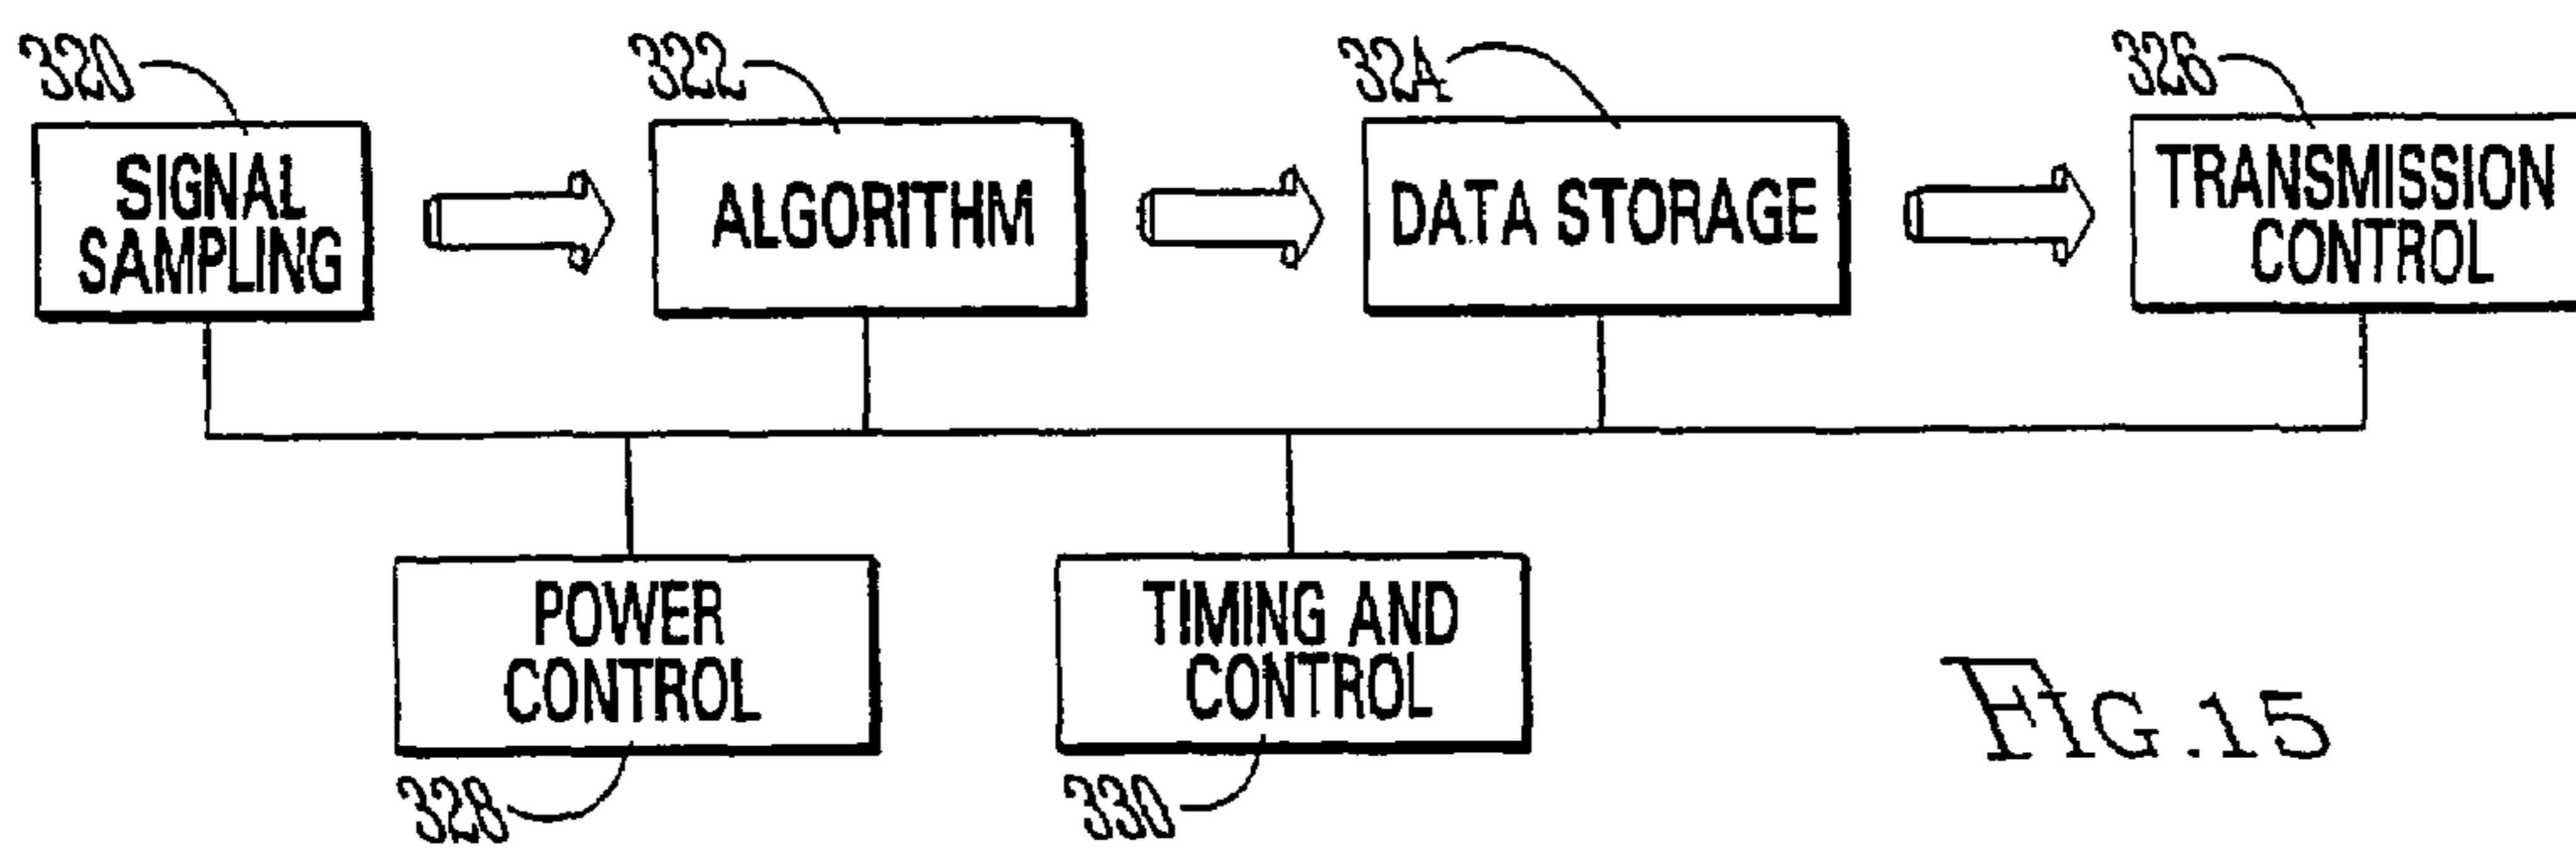 320
322
324
326
SIGNAL
SAMPLING
ALGORITHM
DATA STORAGE
TRANSMISSION
CONTROL
POWER
CONTROL
TIMING AND
CONTROL
328
330
FIG.15